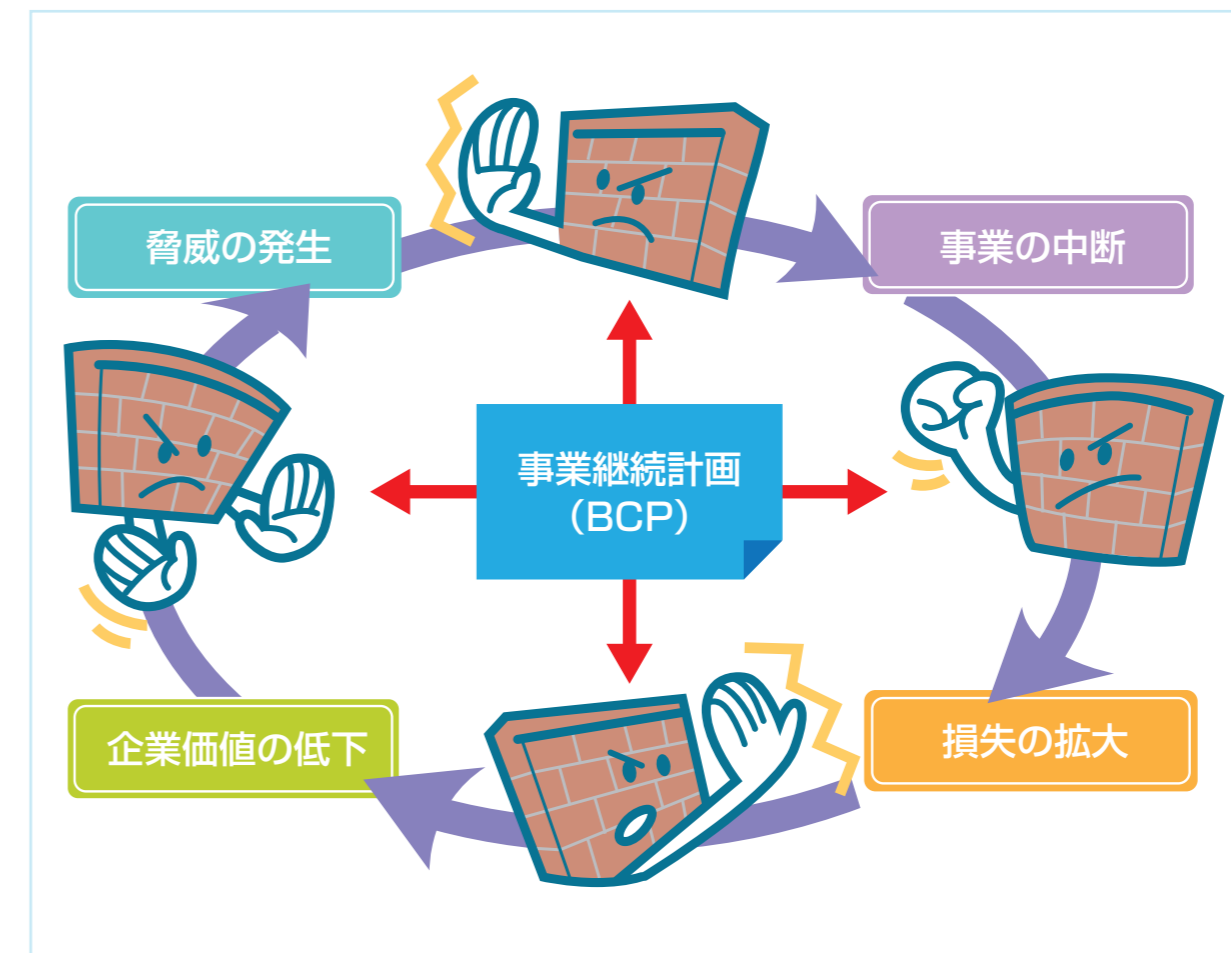 脅威の発生
事業の中断
事業継続計画
（BCP）
企業価値の低下
損失の拡大